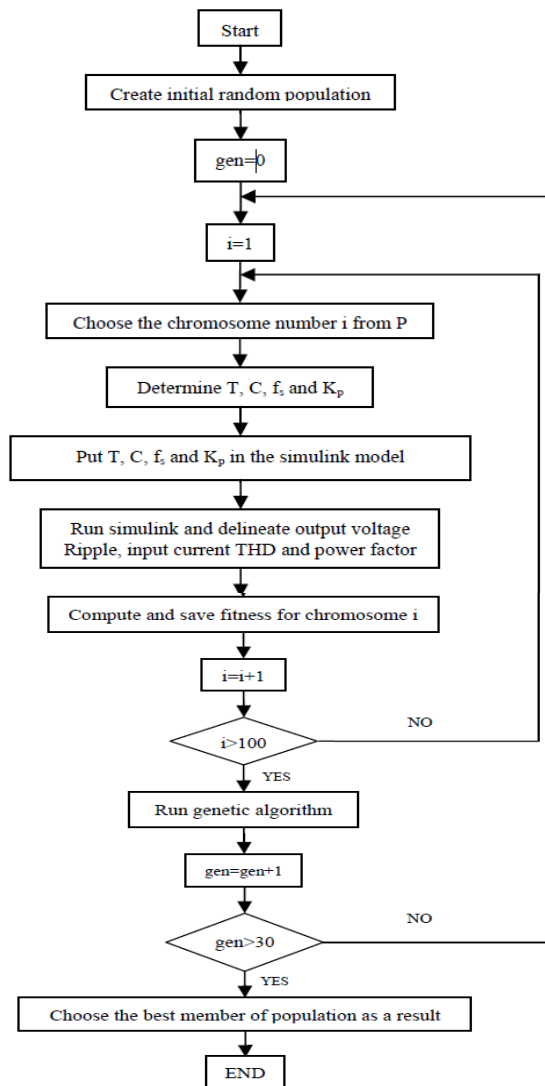 Start
Create initial random population
gen=0
i=1
Choose the chromosome number i from P
Determine T, C, fs and Kp
Put T, C, fs and Kp in the simulink model
Run simulink and delineate output voltage
Ripple, input current THD and power factor
Compute and save fitness for chromosome i
i=i+1
NO
i>100
YES
Run genetic algorithm
gen=gen+1
NO
gen>30
YES
Choose the best member of population as a result
END